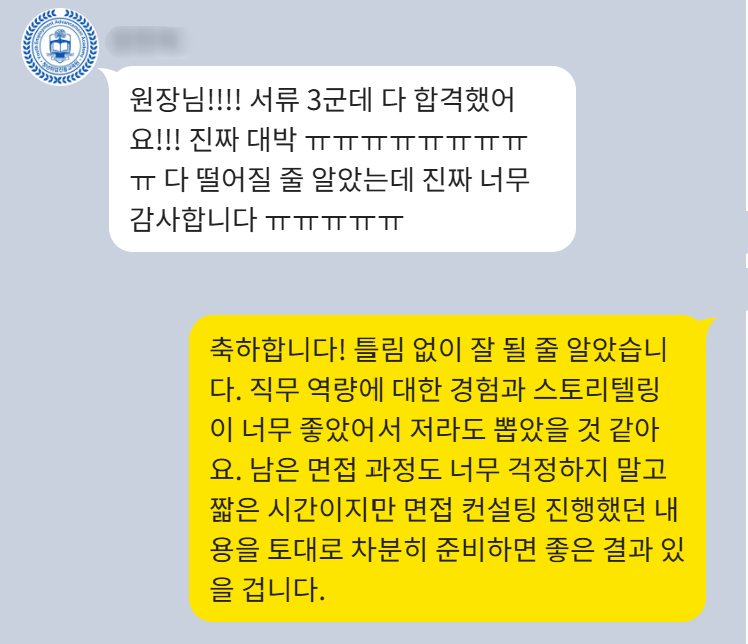 원장님!!!! 서류 3군데 다 합격했어
요!!! 진짜 대박 ㅠㅠㅠㅠㅠㅠㅠㅠ
ㅠ 다 떨어질 줄 알았는데 진짜 너무
감사합니다 ㅠㅠㅠㅠㅠ
축하합니다! 틀림 없이 잘 될 줄 알았습니
다. 직무 역량에 대한 경험과 스토리텔링
이 너무 좋았어서 저라도 뽑았을 것 같아
요. 남은 면접 과정도 너무 걱정하지 말고
짧은 시간이지만 면접 컨설팅 진행했던 내
용을 토대로 차분히 준비하면 좋은 결과 있
을 겁니다.